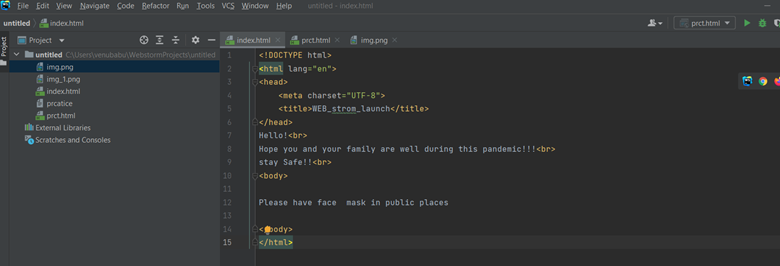 File Edit View Navigate Code Refactor Run Tools VCS Window Help untitled - index.html
untitled index.html prct.html
Project index.html prct.html img.png
Project
untitled C:\Users\venubabu\WebstormProjects\untitled
img.png
img_1.png
index.html
prcatice
prct.html
External Libraries
Scratches and Consoles
1 <!DOCTYPE html>
2 <html lang="en">
3 <head>
4 <meta charset="UTF-8">
5 <title>WEB_strom_launch</title>
6 </head>
7 Hello!<br>
8 Hope you and your family are well during this pandemic!!!<br>
9 stay Safe!!<br>
10 <body>
11
12 Please have face  mask in public places
13
14 < body>
15 </html>